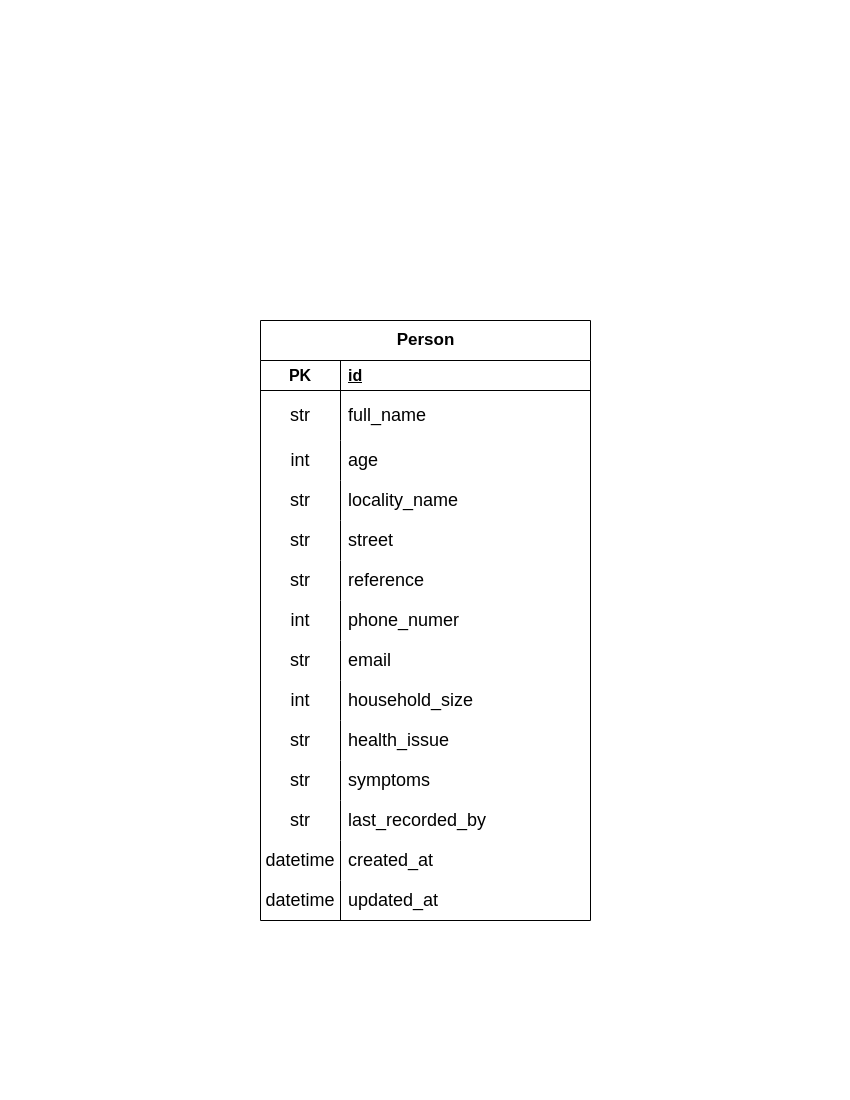 Person
PK id
str full_name
int age
str locality_name
str street
str reference
int phone_numer
str email
int household_size
str health_issue
str symptoms
str last_recorded_by
datetime created_at
datetime updated_at